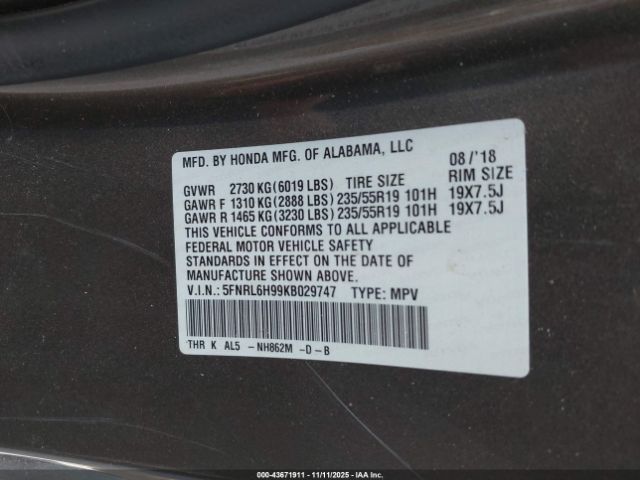 MFD. BY HONDA MFG. OF ALABAMA, LLC 08/'18
GVWR 2730 KG(6019 LBS) TIRE SIZE RIM SIZE
GAWR F 1310 KG(2888 LBS) 235/55R19 101H 19X7.5J
GAWR R 1465 KG(3230 LBS) 235/55R19 101H 19X7.5J
THIS VEHICLE CONFORMS TO ALL APPLICABLE
FEDERAL MOTOR VEHICLE SAFETY
STANDARDS IN EFFECT ON THE DATE OF
MANUFACTURE SHOWN ABOVE.
V.I.N.: 5FNRL6H99KB029747 TYPE: MPV
THR K AL5 -NH862M -D-B
000-43671911 - 11/11/2025 - IAA Inc.